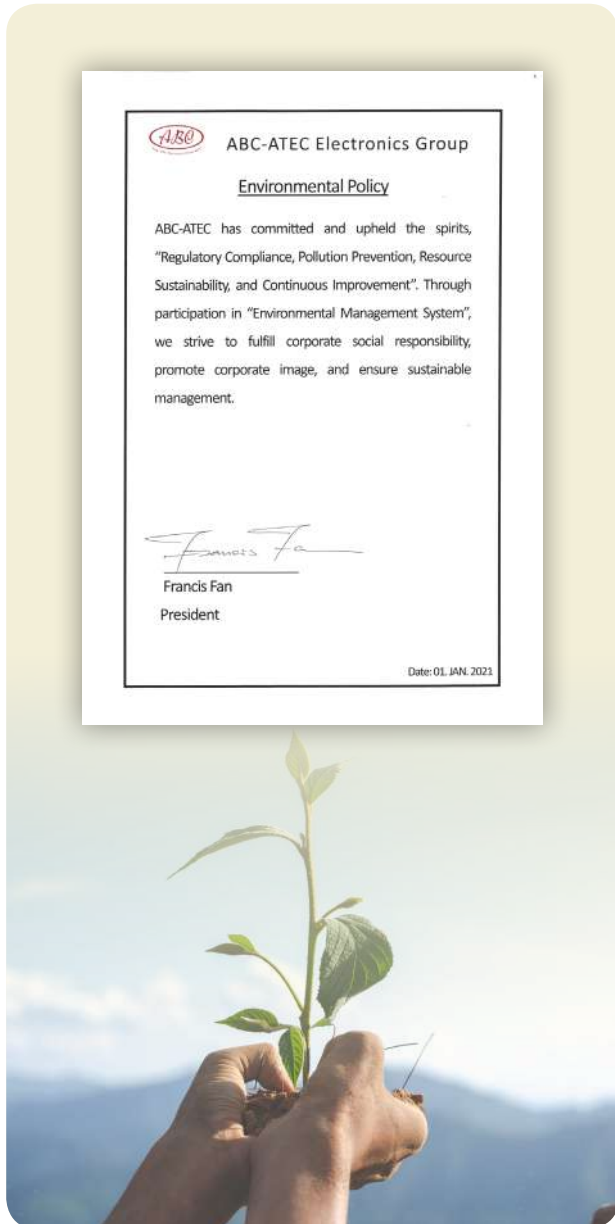 ABC
ABC-ATEC Electronics Group
Environmental Policy
ABC-ATEC has committed and upheld the spirits,
“Regulatory Compliance, Pollution Prevention, Resource
Sustainability, and Continuous Improvement”. Through
participation in “Environmental Management System”,
we strive to fulfill corporate social responsibility,
promote corporate image, and ensure sustainable
management.
Francis Fan
Francis Fan
President
Date: 01. JAN. 2021